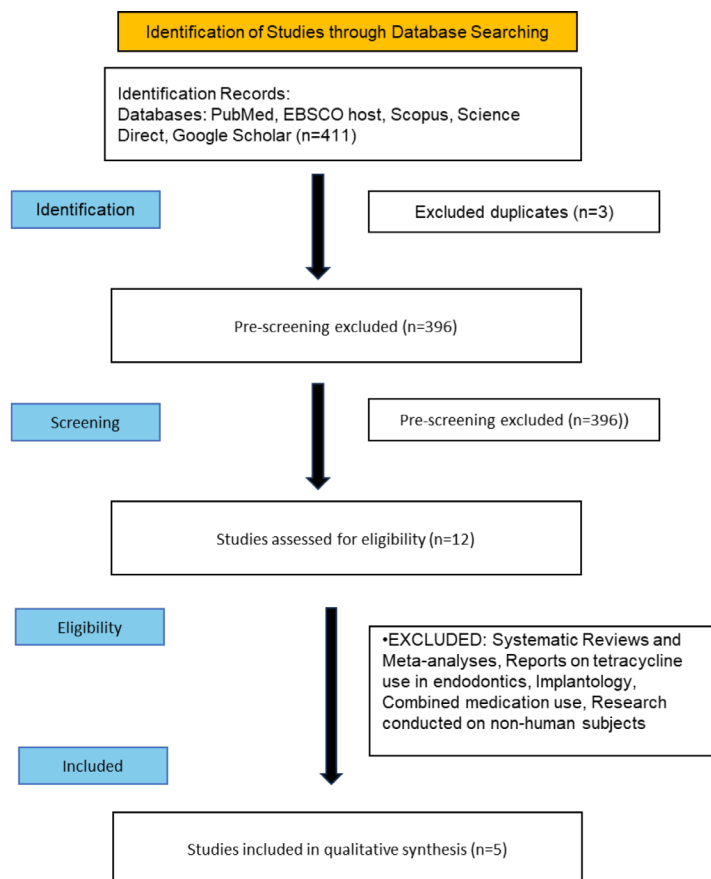 Identification of Studies through Database Searching
Identification Records:
Databases: PubMed, EBSCO host, Scopus, Science
Direct, Google Scholar (n=411)
Identification
Excluded duplicates (n=3)
Pre-screening excluded (n=396)
Screening
Pre-screening excluded (n=396))
Studies assessed for eligibility (n=12)
Eligibility
•EXCLUDED: Systematic Reviews and
Meta-analyses, Reports on tetracycline
use in endodontics, Implantology,
Combined medication use, Research
conducted on non-human subjects
Included
Studies included in qualitative synthesis (n=5)